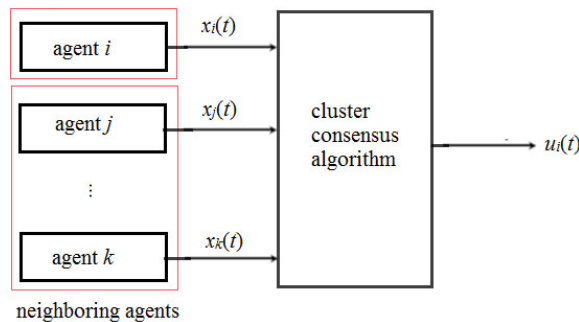 agent i
x_i(t)
agent j
x_j(t)
⋮
agent k
x_k(t)
neighboring agents
cluster
consensus
algorithm
u_i(t)